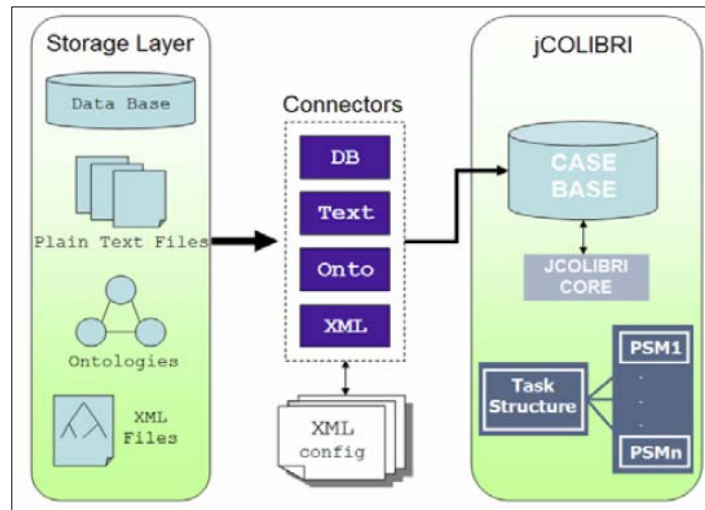 Storage Layer
Data Base
Plain Text Files
Ontologies
XML
Files
Connectors
DB
Text
Onto
XML
XML
config
jCOLIBRI
CASE
BASE
JCOLIBRI
CORE
Task
Structure
PSM1
.
.
.
PSMn